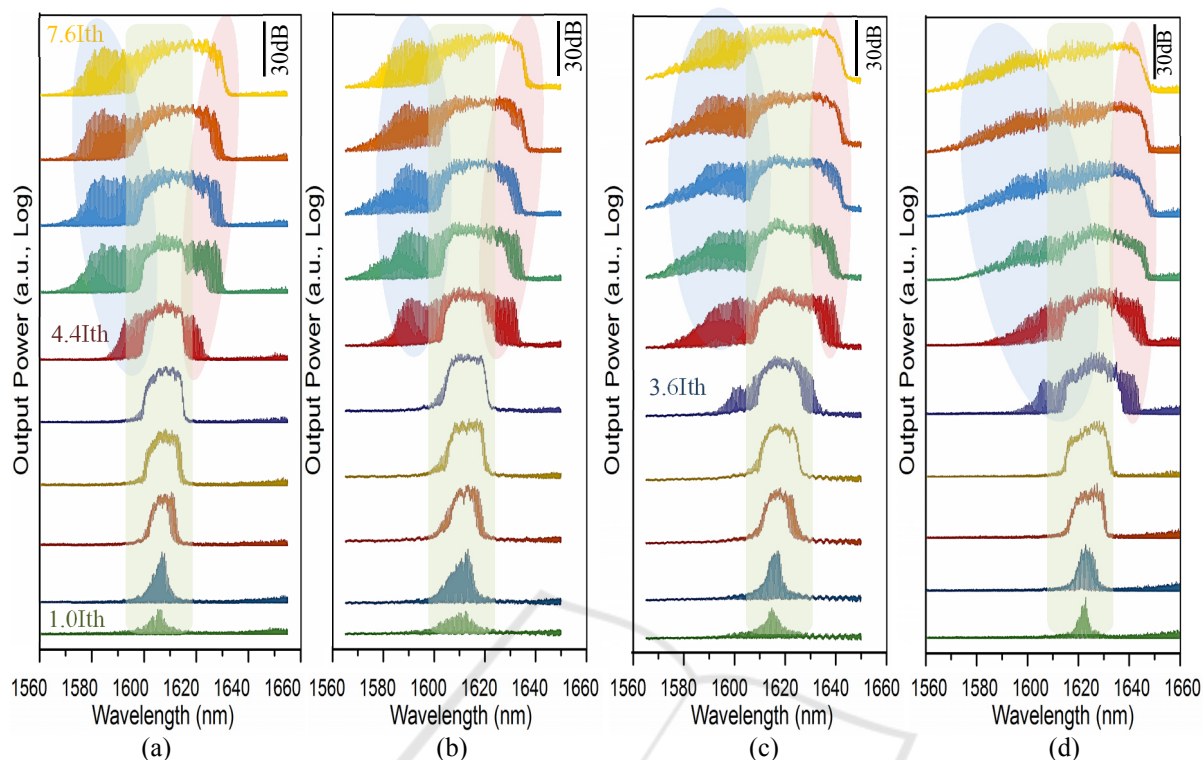 7.6Ith
30dB
30dB
30dB
30dB
Output Power (a.u., Log)
Output Power (a.u., Log)
Output Power (a.u., Log)
Output Power (a.u., Log)
4.4Ith
3.6Ith
1.0Ith
1560 1580 1600 1620 1640 1660
1560 1580 1600 1620 1640 1660
1560 1580 1600 1620 1640 1660
1560 1580 1600 1620 1640 1660
Wavelength (nm)
Wavelength (nm)
Wavelength (nm)
Wavelength (nm)
(a)
(b)
(c)
(d)